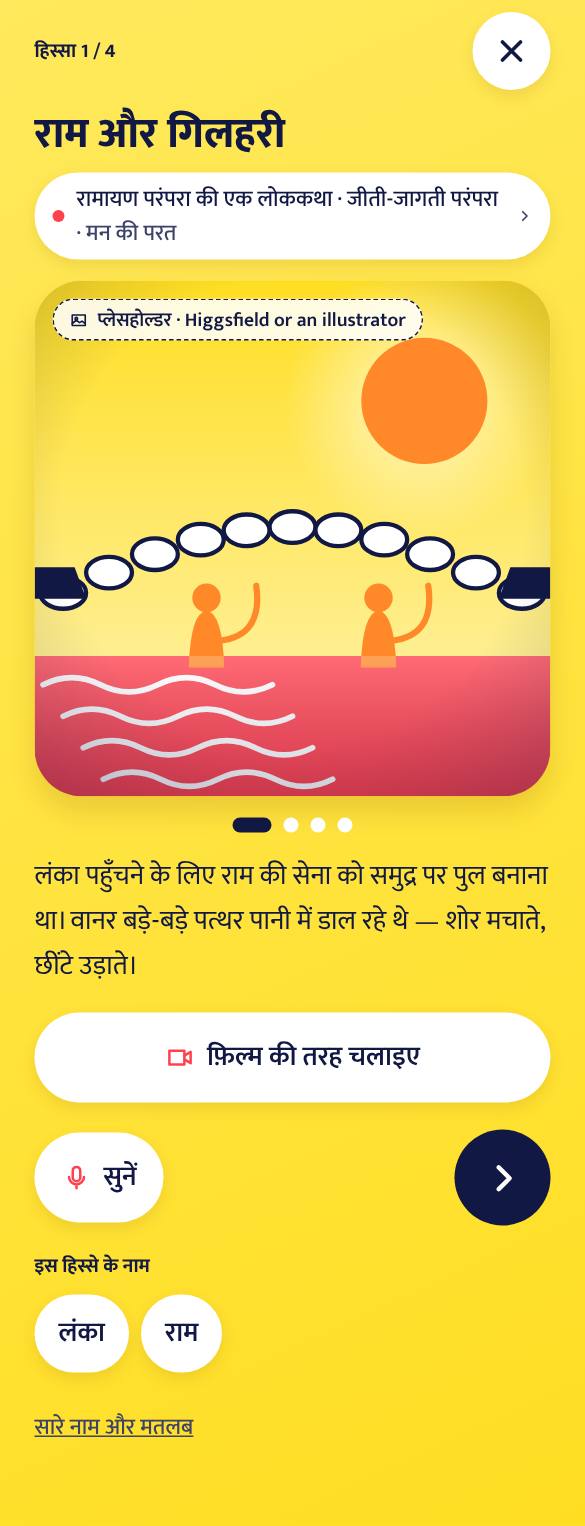 हिस्सा 1 / 4
राम और गिलहरी
रामायण परंपरा की एक लोककथा · जीती-जागती परंपरा
· मन की परत
प्लेसहोल्डर · Higgsfield or an illustrator
लंका पहुँचने के लिए राम की सेना को समुद्र पर पुल बनाना
था। वानर बड़े-बड़े पत्थर पानी में डाल रहे थे — शोर मचाते,
छींटे उड़ाते।
फ़िल्म की तरह चलाइए
सुनें
इस हिस्से के नाम
लंका
राम
सारे नाम और मतलब